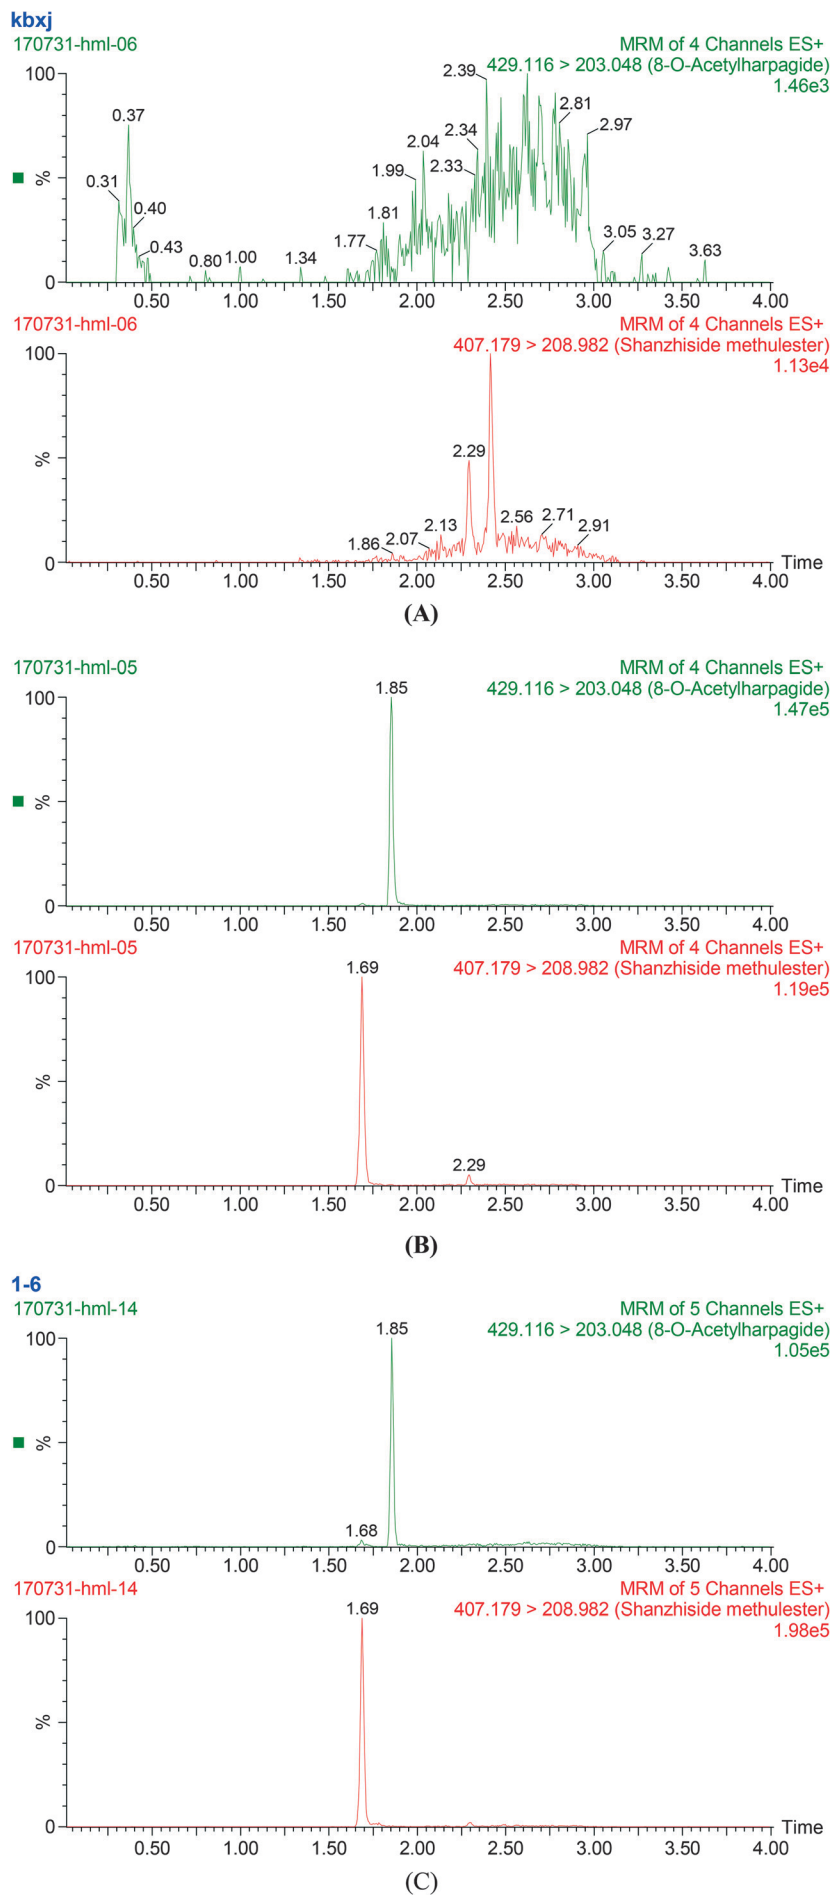 kbxj
170731-hml-06
MRM of 4 Channels ES+
429.116 > 203.048 (8-O-Acetylharpagide)
1.46e3
100
%
0
0.31
0.37
0.40
0.43
0.80
1.00
1.34
1.77
1.81
1.99
2.04
2.33
2.34
2.39
2.81
2.97
3.05
3.27
3.63
0.50 1.00 1.50 2.00 2.50 3.00 3.50 4.00
170731-hml-06
MRM of 4 Channels ES+
407.179 > 208.982 (Shanzhiside methulester)
1.13e4
100
%
0
1.86
2.07
2.13
2.29
2.56
2.71
2.91
Time
0.50 1.00 1.50 2.00 2.50 3.00 3.50 4.00
(A)
170731-hml-05
MRM of 4 Channels ES+
429.116 > 203.048 (8-O-Acetylharpagide)
1.47e5
100
%
0
1.85
0.50 1.00 1.50 2.00 2.50 3.00 3.50 4.00
170731-hml-05
MRM of 4 Channels ES+
407.179 > 208.982 (Shanzhiside methulester)
1.19e5
100
%
0
1.69
2.29
Time
0.50 1.00 1.50 2.00 2.50 3.00 3.50 4.00
(B)
1-6
170731-hml-14
MRM of 5 Channels ES+
429.116 > 203.048 (8-O-Acetylharpagide)
1.05e5
100
%
0
1.85
1.68
0.50 1.00 1.50 2.00 2.50 3.00 3.50 4.00
170731-hml-14
MRM of 5 Channels ES+
407.179 > 208.982 (Shanzhiside methulester)
1.98e5
100
%
0
1.69
Time
0.50 1.00 1.50 2.00 2.50 3.00 3.50 4.00
(C)